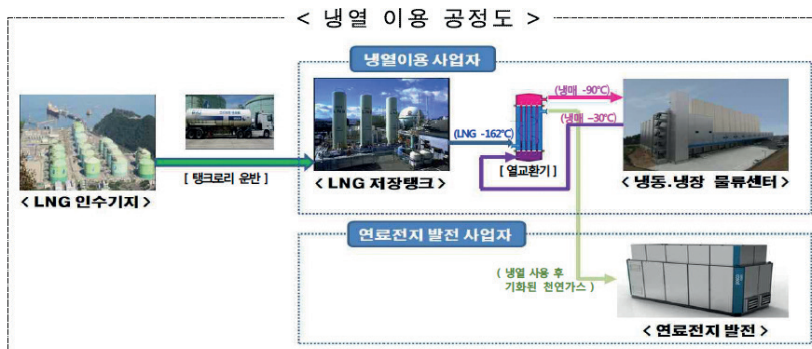 < 냉열 이용 공정도 >
냉열이용 사업자
(냉매 -90℃)
(LNG -162℃)
(냉매 -30℃)
[ 탱크로리 운반 ]
[ 열교환기 ]
< LNG 인수기지 >
< LNG 저장탱크 >
< 냉동.냉장 물류센터 >
연료전지 발전 사업자
( 냉열 사용 후
기화된 천연가스 )
< 연료전지 발전 >